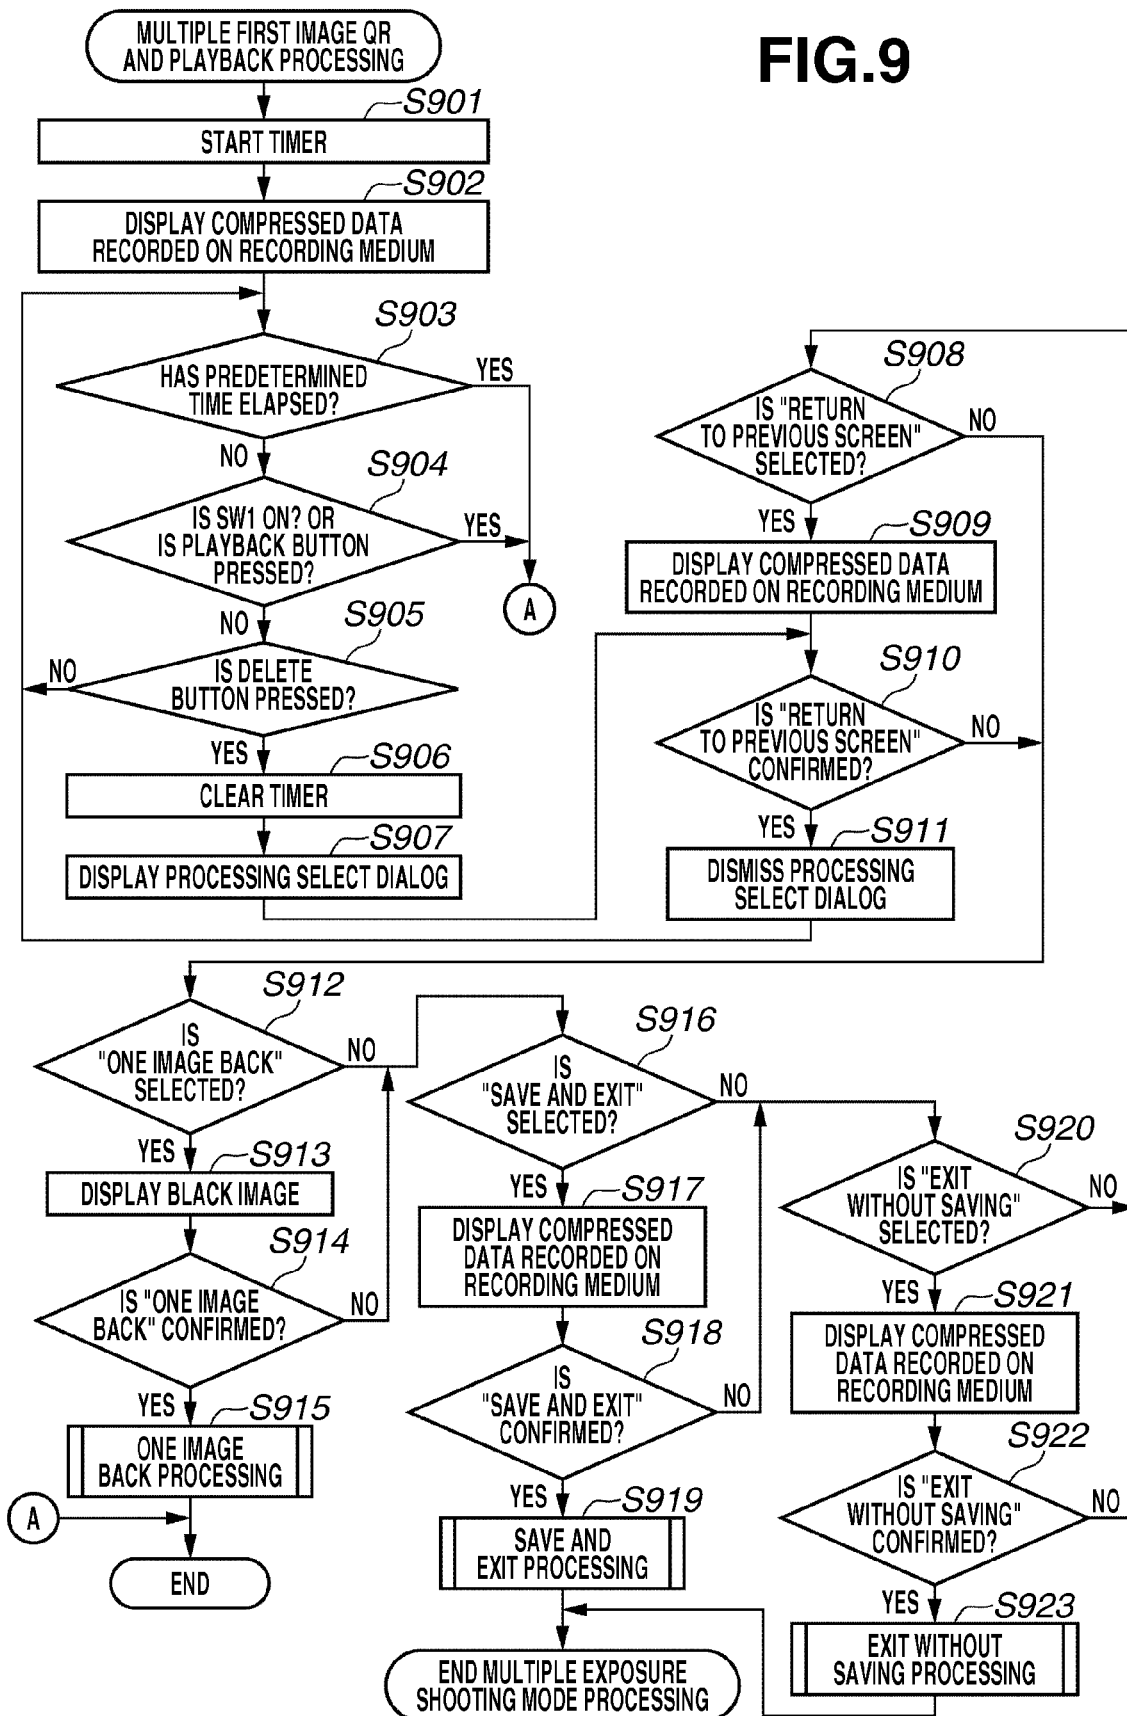 FIG.9
MULTIPLE FIRST IMAGE QR
AND PLAYBACK PROCESSING
S901
START TIMER
S902
DISPLAY COMPRESSED DATA
RECORDED ON RECORDING MEDIUM
S903
HAS PREDETERMINED
TIME ELAPSED?
YES
NO
S904
IS SW1 ON? OR
IS PLAYBACK BUTTON
PRESSED?
YES
A
NO
S905
IS DELETE
BUTTON PRESSED?
NO
YES
S906
CLEAR TIMER
S907
DISPLAY PROCESSING SELECT DIALOG
S908
IS "RETURN
TO PREVIOUS SCREEN"
SELECTED?
NO
YES
S909
DISPLAY COMPRESSED DATA
RECORDED ON RECORDING MEDIUM
S910
IS "RETURN
TO PREVIOUS SCREEN"
CONFIRMED?
NO
YES
S911
DISMISS PROCESSING
SELECT DIALOG
S912
IS
"ONE IMAGE BACK"
SELECTED?
NO
YES
S913
DISPLAY BLACK IMAGE
S914
IS "ONE IMAGE
BACK" CONFIRMED?
NO
YES
S915
ONE IMAGE
BACK PROCESSING
A
END
S916
IS
"SAVE AND EXIT"
SELECTED?
NO
YES
S917
DISPLAY COMPRESSED
DATA RECORDED ON
RECORDING MEDIUM
S918
IS
"SAVE AND EXIT"
CONFIRMED?
NO
YES
S919
SAVE AND
EXIT PROCESSING
END MULTIPLE EXPOSURE
SHOOTING MODE PROCESSING
S920
IS "EXIT
WITHOUT SAVING"
SELECTED?
NO
YES
S921
DISPLAY COMPRESSED
DATA RECORDED ON
RECORDING MEDIUM
S922
IS "EXIT
WITHOUT SAVING"
CONFIRMED?
NO
YES
S923
EXIT WITHOUT
SAVING PROCESSING